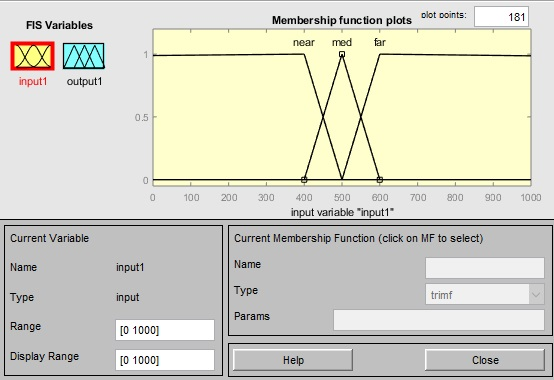 FIS Variables
Membership function plots
plot points:
181
near
med
far
input1
output1
1
0.5
0
0
100
200
300
400
500
600
700
800
900
1000
input variable "input1"
Current Variable
Name
input1
Type
input
Range
[0 1000]
Display Range
[0 1000]
Current Membership Function (click on MF to select)
Name
Type
trimf
Params
Help
Close